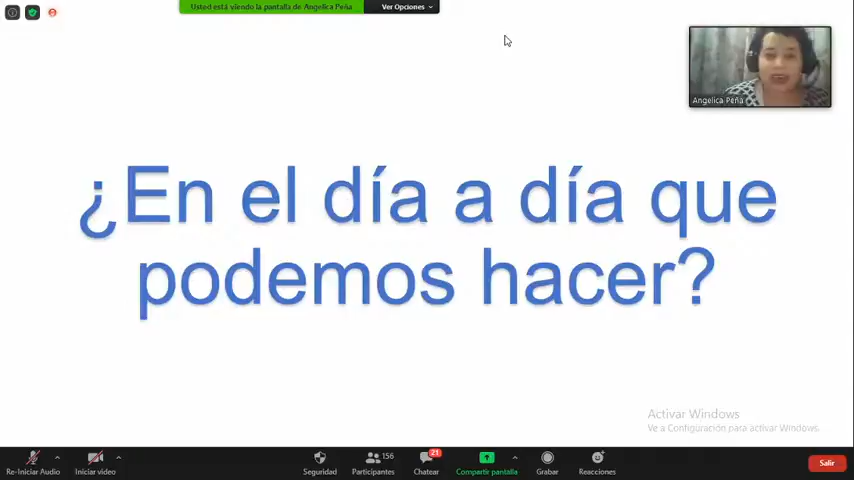 Usted está viendo la pantalla de Angelica Peña
Ver Opciones
Angelica Peña
¿En el día a día que
podemos hacer?
Activar Windows
Ve a Configuración para activar Windows.
Re-Iniciar Audio
Iniciar video
Seguridad
156
Participantes
21
Chatear
Compartir pantalla
Grabar
Reacciones
Salir